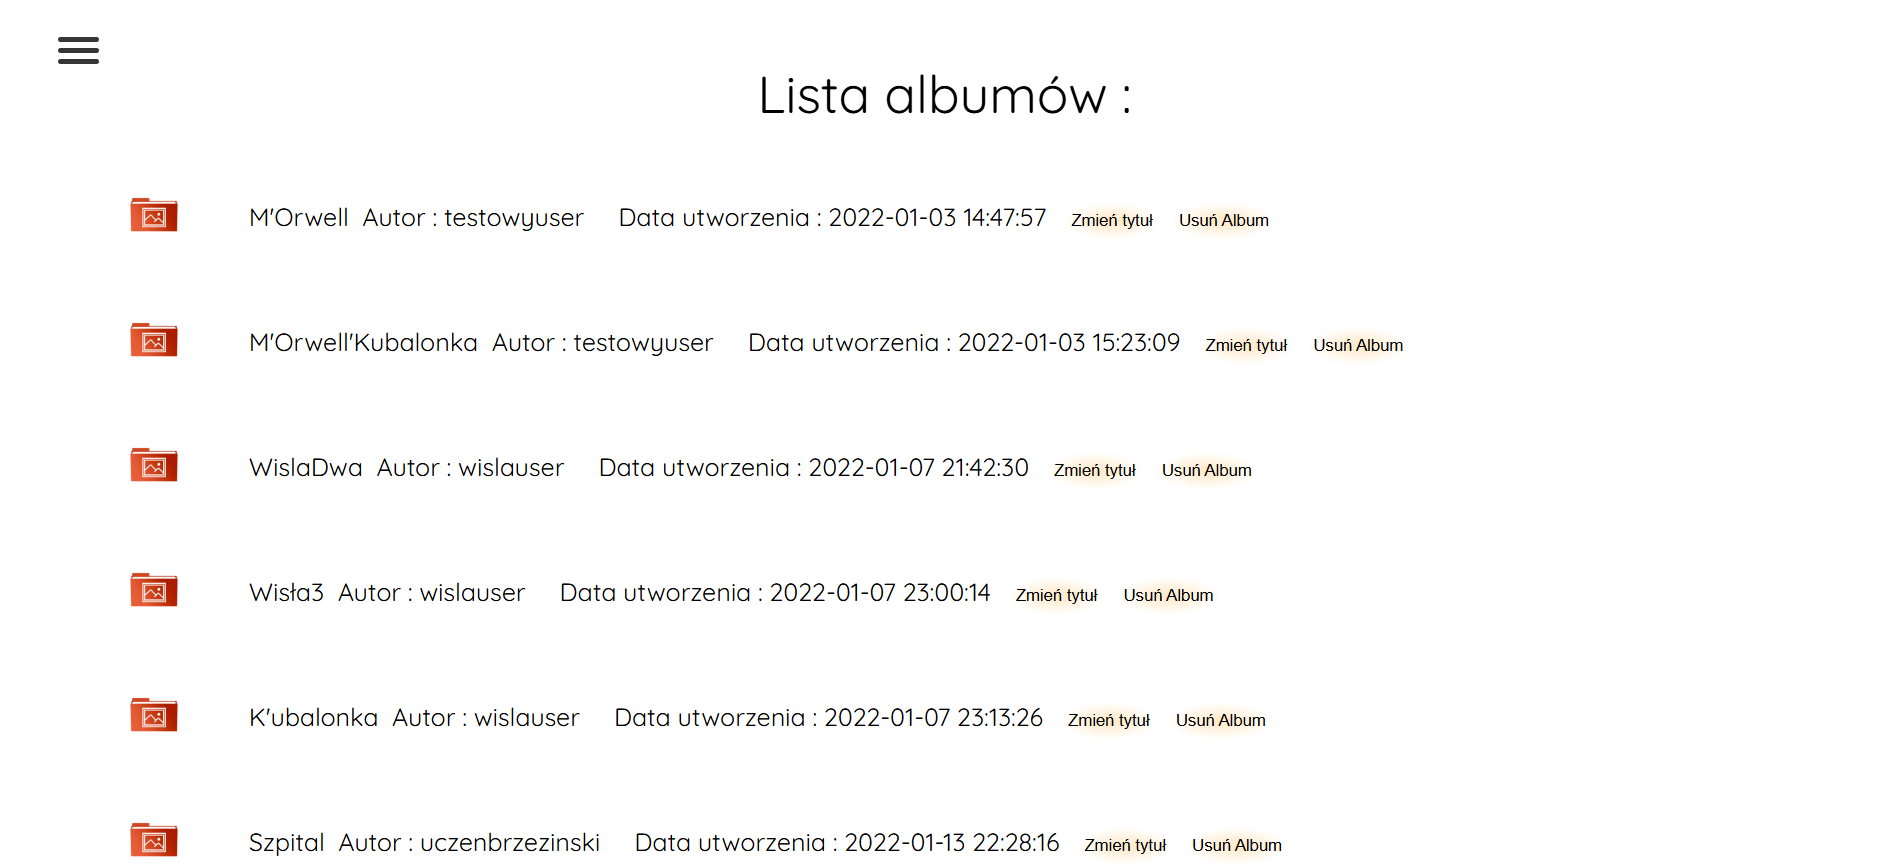 Lista albumów :
M'Orwell Autor : testowyuser Data utworzenia : 2022-01-03 14:47:57 Zmień tytuł Usuń Album
M'Orwell'Kubalonka Autor : testowyuser Data utworzenia : 2022-01-03 15:23:09 Zmień tytuł Usuń Album
WislaDwa Autor : wislauser Data utworzenia : 2022-01-07 21:42:30 Zmień tytuł Usuń Album
Wisła3 Autor : wislauser Data utworzenia : 2022-01-07 23:00:14 Zmień tytuł Usuń Album
K'ubalonka Autor : wislauser Data utworzenia : 2022-01-07 23:13:26 Zmień tytuł Usuń Album
Szpital Autor : uczenbrzezinski Data utworzenia : 2022-01-13 22:28:16 Zmień tytuł Usuń Album